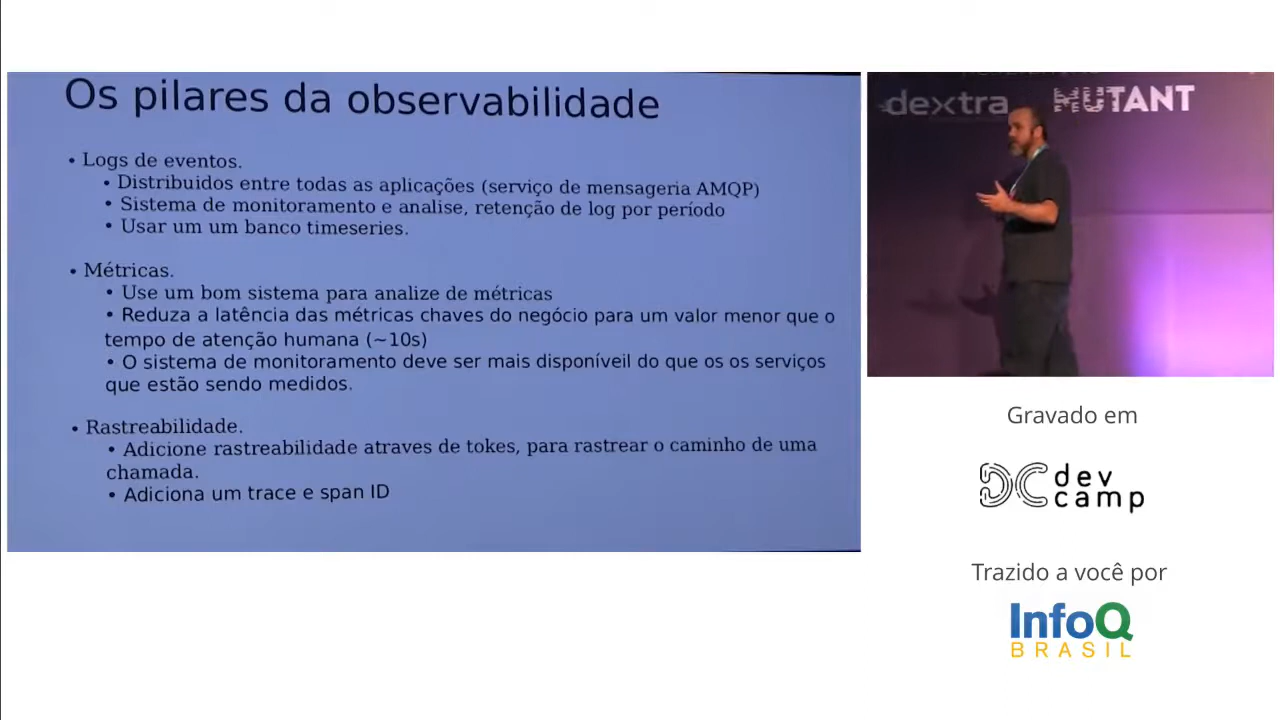 Os pilares da observabilidade
• Logs de eventos.
• Distribuidos entre todas as aplicações (serviço de mensageria AMQP)
• Sistema de monitoramento e analise, retenção de log por período
• Usar um um banco timeseries.
• Métricas.
• Use um bom sistema para analize de métricas
• Reduza a latência das métricas chaves do negócio para um valor menor que o
tempo de atenção humana (~10s)
• O sistema de monitoramento deve ser mais disponíveil do que os os serviços
que estão sendo medidos.
• Rastreabilidade.
• Adicione rastreabilidade atraves de tokes, para rastrear o caminho de uma
chamada.
• Adiciona um trace e span ID
dextra
MUTANT
Gravado em
dev
camp
Trazido a você por
InfoQ
BRASIL